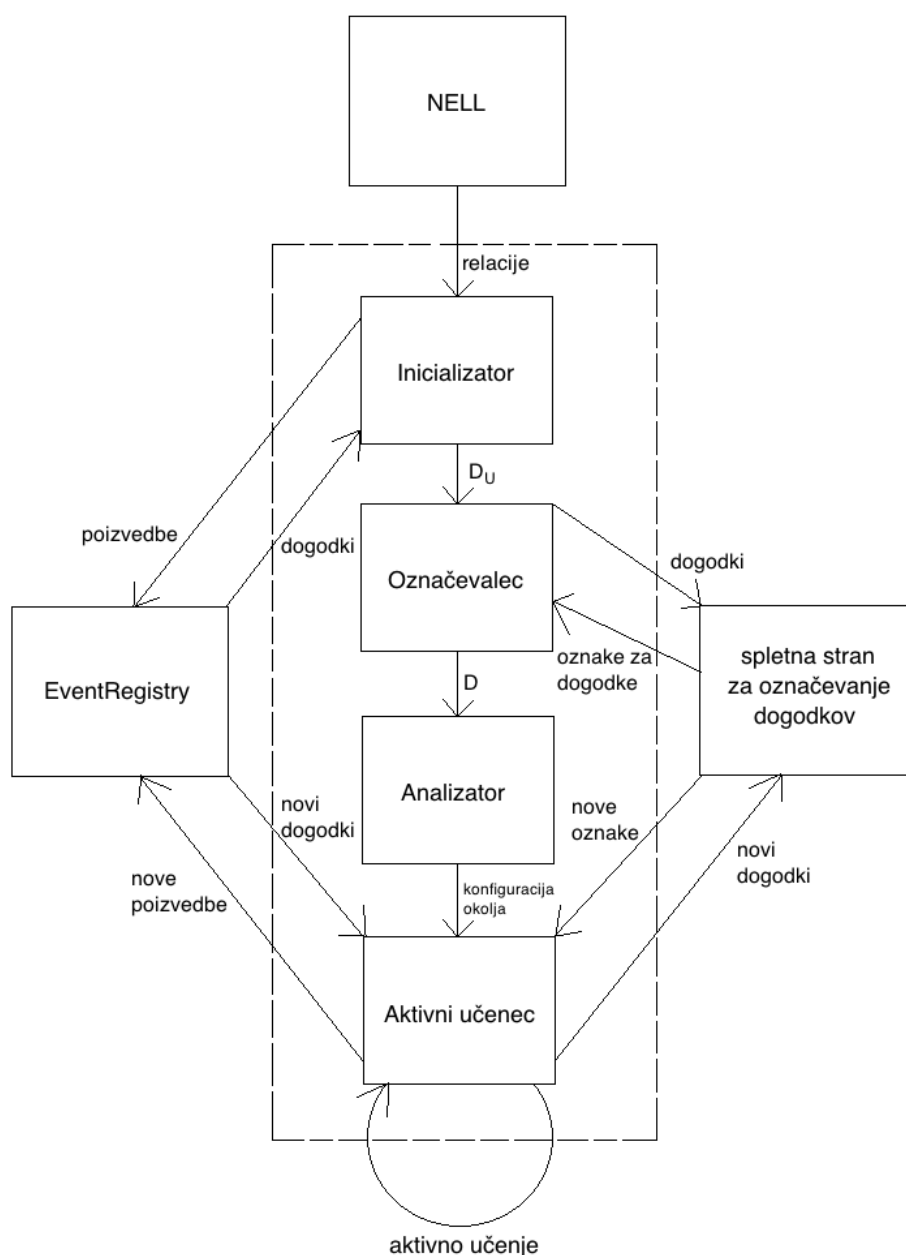 NELL
relacije
Inicializator
D_U
poizvedbe
dogodki
Označevalec
dogodki
EventRegistry
D
oznake za
dogodke
spletna stran
za označevanje
dogodkov
Analizator
novi
dogodki
nove
oznake
nove
poizvedbe
konfiguracija
okolja
novi
dogodki
Aktivni učenec
aktivno učenje